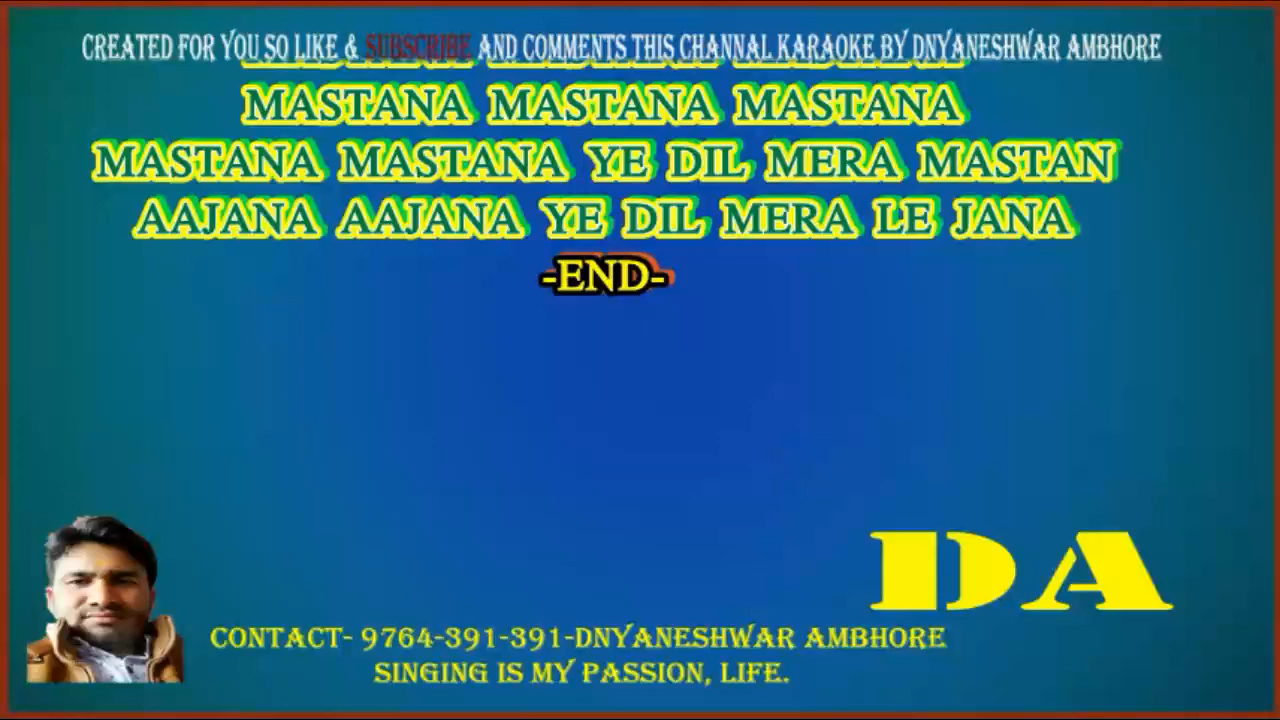 CREATED FOR YOU SO LIKE & SUBSCRIBE AND COMMENTS THIS CHANNAL KARAOKE BY DNYANESHWAR AMBHORE
MASTANA MASTANA MASTANA
MASTANA MASTANA YE DIL MERA MASTAN
AAJANA AAJANA YE DIL MERA LE JANA
-END-
DA
CONTACT- 9764-391-391-DNYANESHWAR AMBHORE
SINGING IS MY PASSION, LIFE.